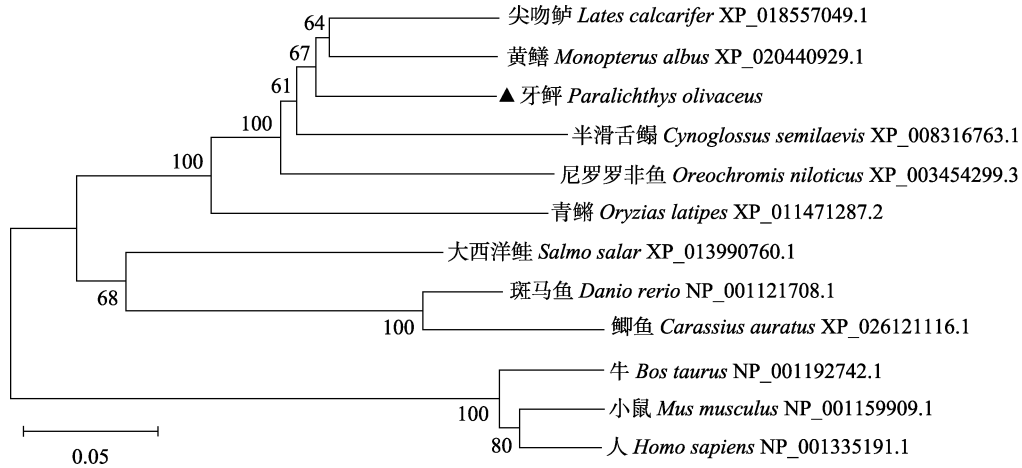 64 尖吻鲈 Lates calcarifer XP_018557049.1
67 黄鳝 Monopterus albus XP_020440929.1
61 ▲ 牙鲆 Paralichthys olivaceus
100 半滑舌鳎 Cynoglossus semilaevis XP_008316763.1
100 尼罗罗非鱼 Oreochromis niloticus XP_003454299.3
青鳉 Oryzias latipes XP_011471287.2
大西洋鲑 Salmo salar XP_013990760.1
68 斑马鱼 Danio rerio NP_001121708.1
100 鲫鱼 Carassius auratus XP_026121116.1
牛 Bos taurus NP_001192742.1
100 小鼠 Mus musculus NP_001159909.1
80 人 Homo sapiens NP_001335191.1
0.05